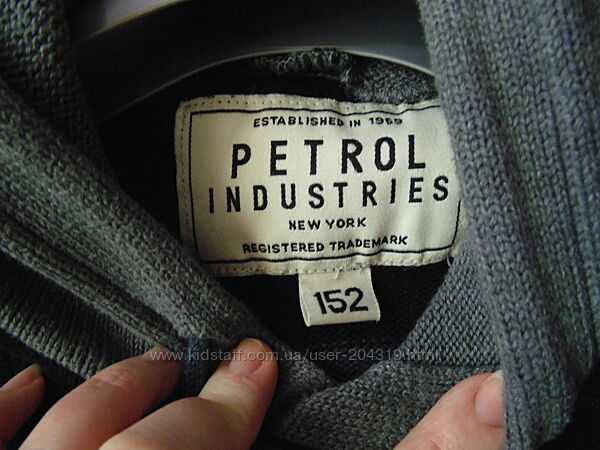 ESTABLISHED IN 1969
PETROL
INDUSTRIES
NEW YORK
REGISTERED TRADEMARK
152
www.kidstaff.com.ua/user-204319.html